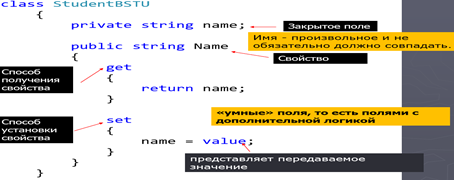 class StudentBSTU
{
private string name;
Закрытое поле
Имя - произвольное и не
обязательно должно совпадать.
public string Name
Свойство
{
Способ
получения
свойства
get
{
return name;
}
«умные» поля, то есть полями с
дополнительной логикой
Способ
установки
свойства
set
{
name = value;
}
представляет передаваемое
значение
}
}